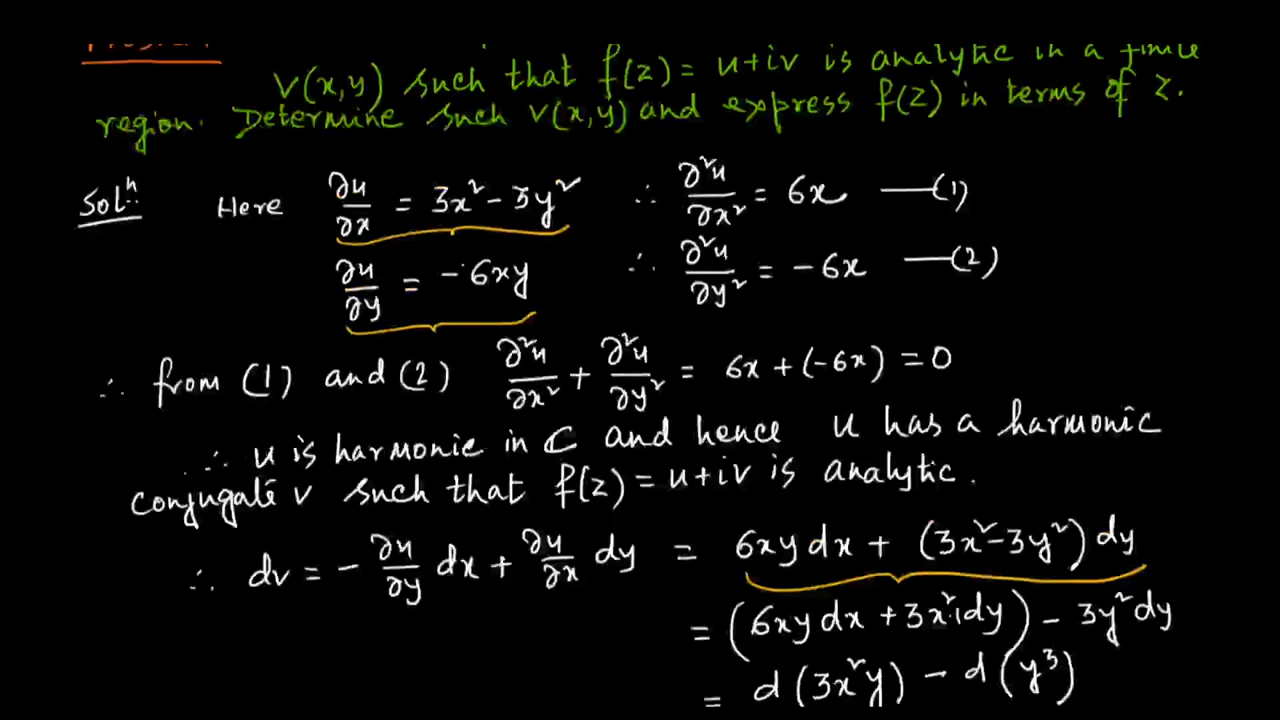 Problem
V(x,y) such that f(z) = u+iv is analytic in a finite
region. Determine such V(x,y) and express f(z) in terms of z.
Solⁿ: Here ∂u/∂x = 3x² - 3y² ∴ ∂²u/∂x² = 6x —(1)
∂u/∂y = -6xy ∴ ∂²u/∂y² = -6x —(2)
∴ from (1) and (2) ∂²u/∂x² + ∂²u/∂y² = 6x + (-6x) = 0
∴ u is harmonic in C and hence u has a harmonic
conjugate v such that f(z) = u+iv is analytic.
∴ dv = - ∂u/∂y dx + ∂u/∂x dy = 6xy dx + (3x²-3y²) dy
= (6xy dx + 3x² dy) - 3y² dy
= d(3x²y) - d(y³)